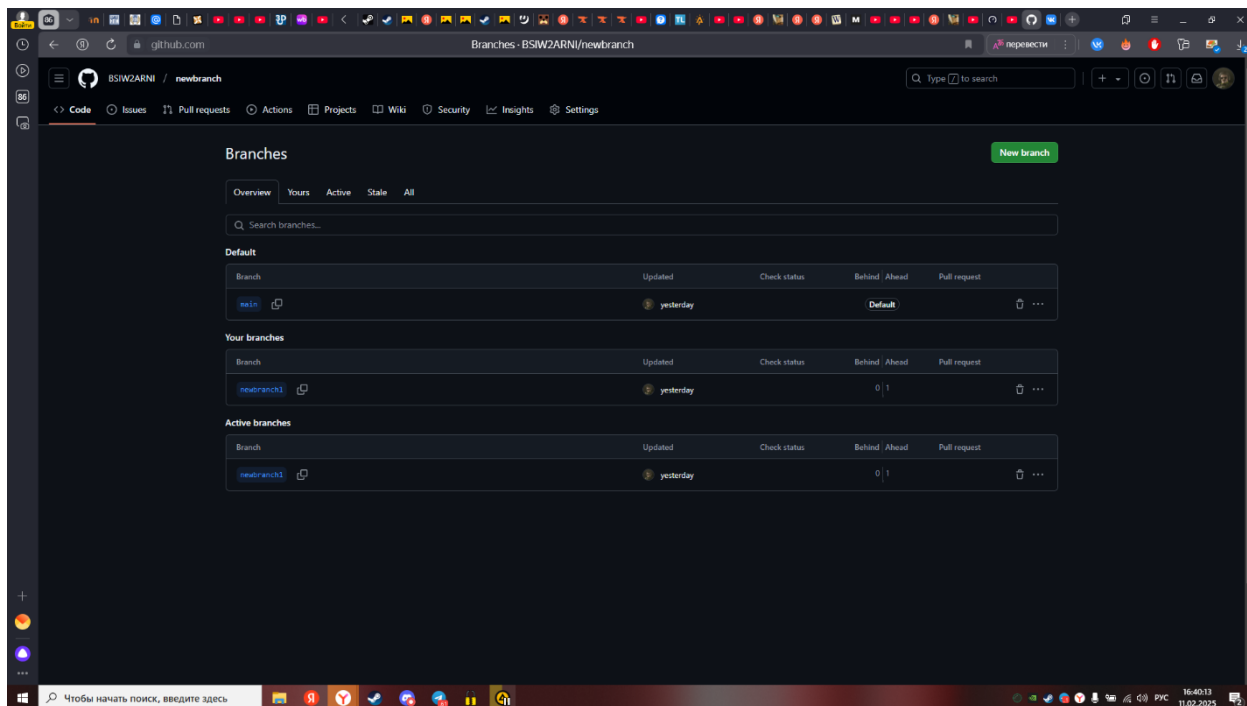 Войти
86
github.com
Branches · BSIW2ARNI/newbranch
перевести
86
BSIW2ARNI / newbranch
Type / to search
Code Issues Pull requests Actions Projects Wiki Security Insights Settings
Branches
New branch
Overview Yours Active Stale All
Search branches...
Default
Branch Updated Check status Behind Ahead Pull request
main yesterday Default
Your branches
Branch Updated Check status Behind Ahead Pull request
newbranch1 yesterday 0 1
Active branches
Branch Updated Check status Behind Ahead Pull request
newbranch1 yesterday 0 1
Чтобы начать поиск, введите здесь
РУС
16:40:13
11.02.2025